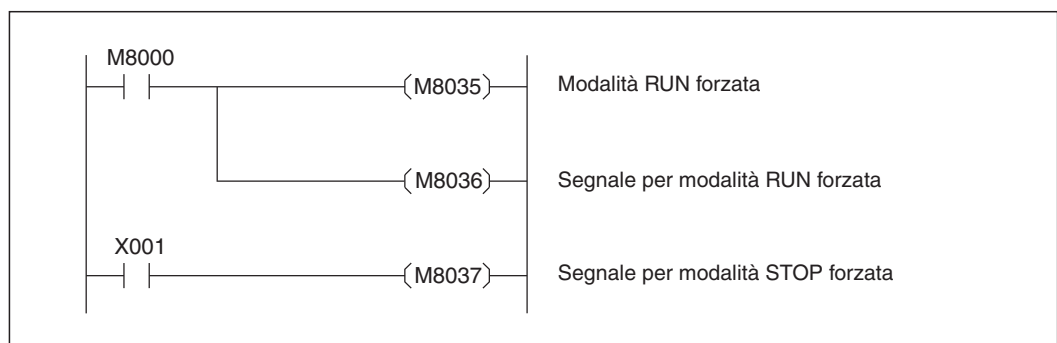 M8000
M8035 Modalità RUN forzata
M8036 Segnale per modalità RUN forzata
X001
M8037 Segnale per modalità STOP forzata